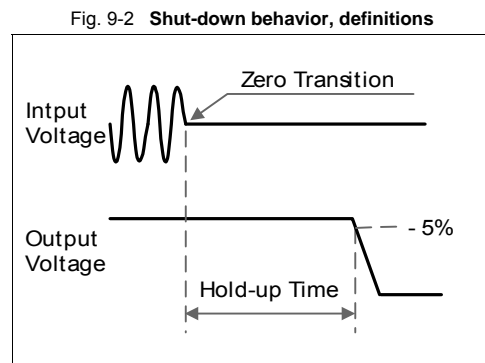 Fig. 9-2 Shut-down behavior, definitions
Zero Transition
Intput
Voltage
Output
Voltage
- 5%
Hold-up Time